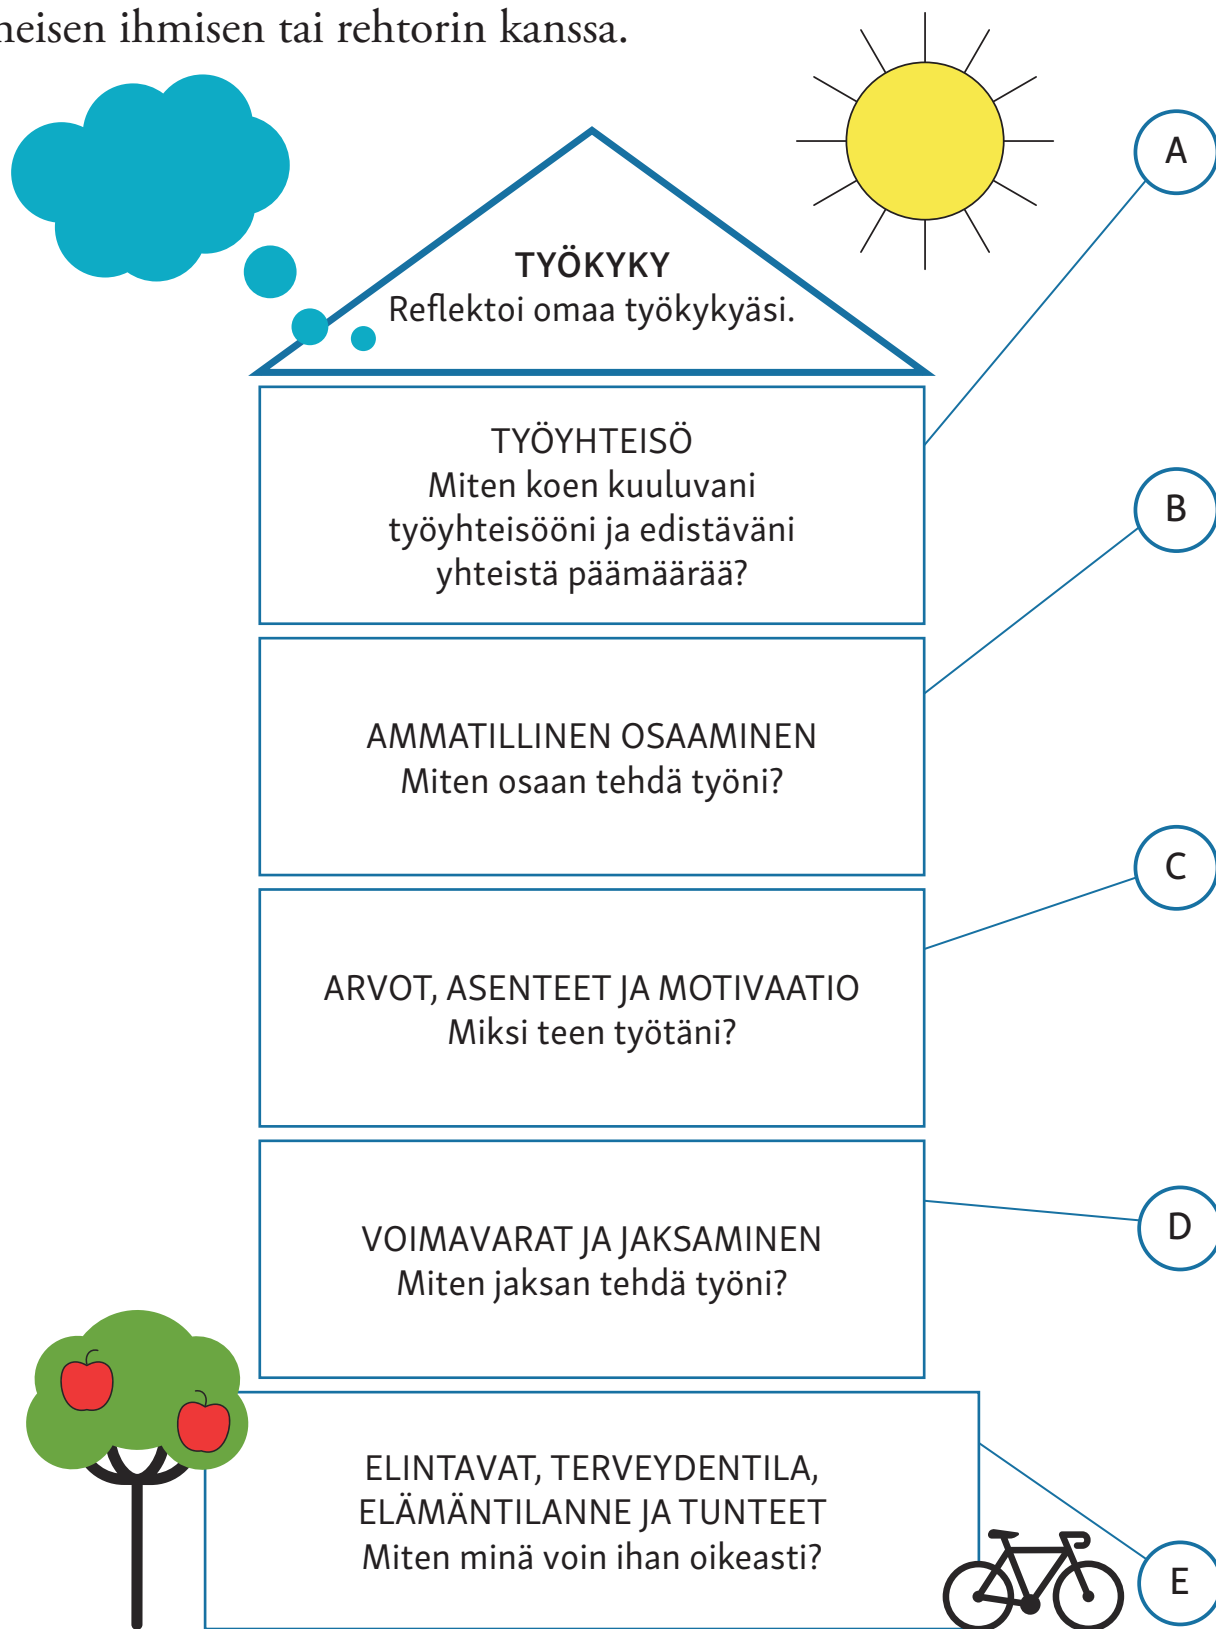 neisen ihmisen tai rehtorin kanssa.
A
TYÖKYKY
Reflektoi omaa työkykyäsi.
TYÖYHTEISÖ
Miten koen kuuluvani
työyhteisööni ja edistäväni
yhteistä päämäärää?
B
AMMATILLINEN OSAAMINEN
Miten osaan tehdä työni?
C
ARVOT, ASENTEET JA MOTIVAATIO
Miksi teen työtäni?
D
VOIMAVARAT JA JAKSAMINEN
Miten jaksan tehdä työni?
ELINTAVAT, TERVEYDENTILA,
ELÄMÄNTILANNE JA TUNTEET
Miten minä voin ihan oikeasti?
E